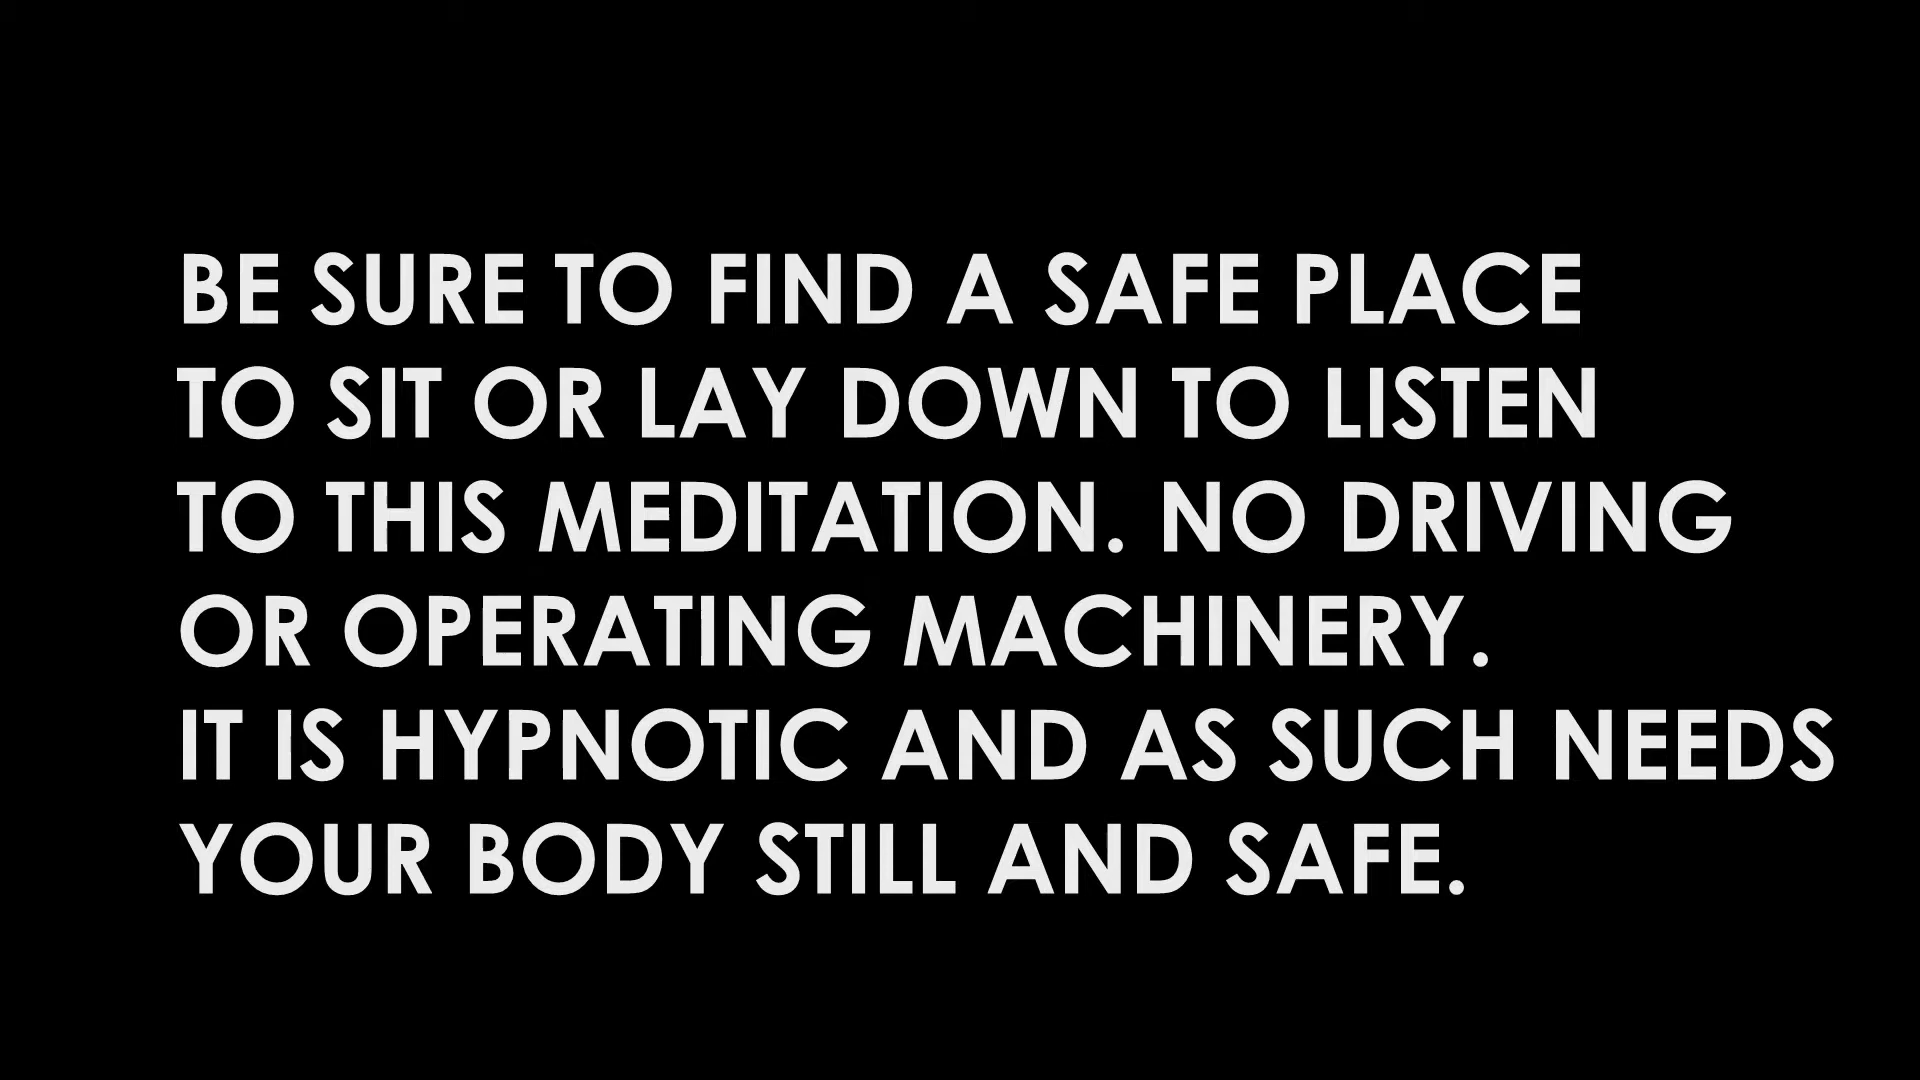 BE SURE TO FIND A SAFE PLACE
TO SIT OR LAY DOWN TO LISTEN
TO THIS MEDITATION. NO DRIVING
OR OPERATING MACHINERY.
IT IS HYPNOTIC AND AS SUCH NEEDS
YOUR BODY STILL AND SAFE.